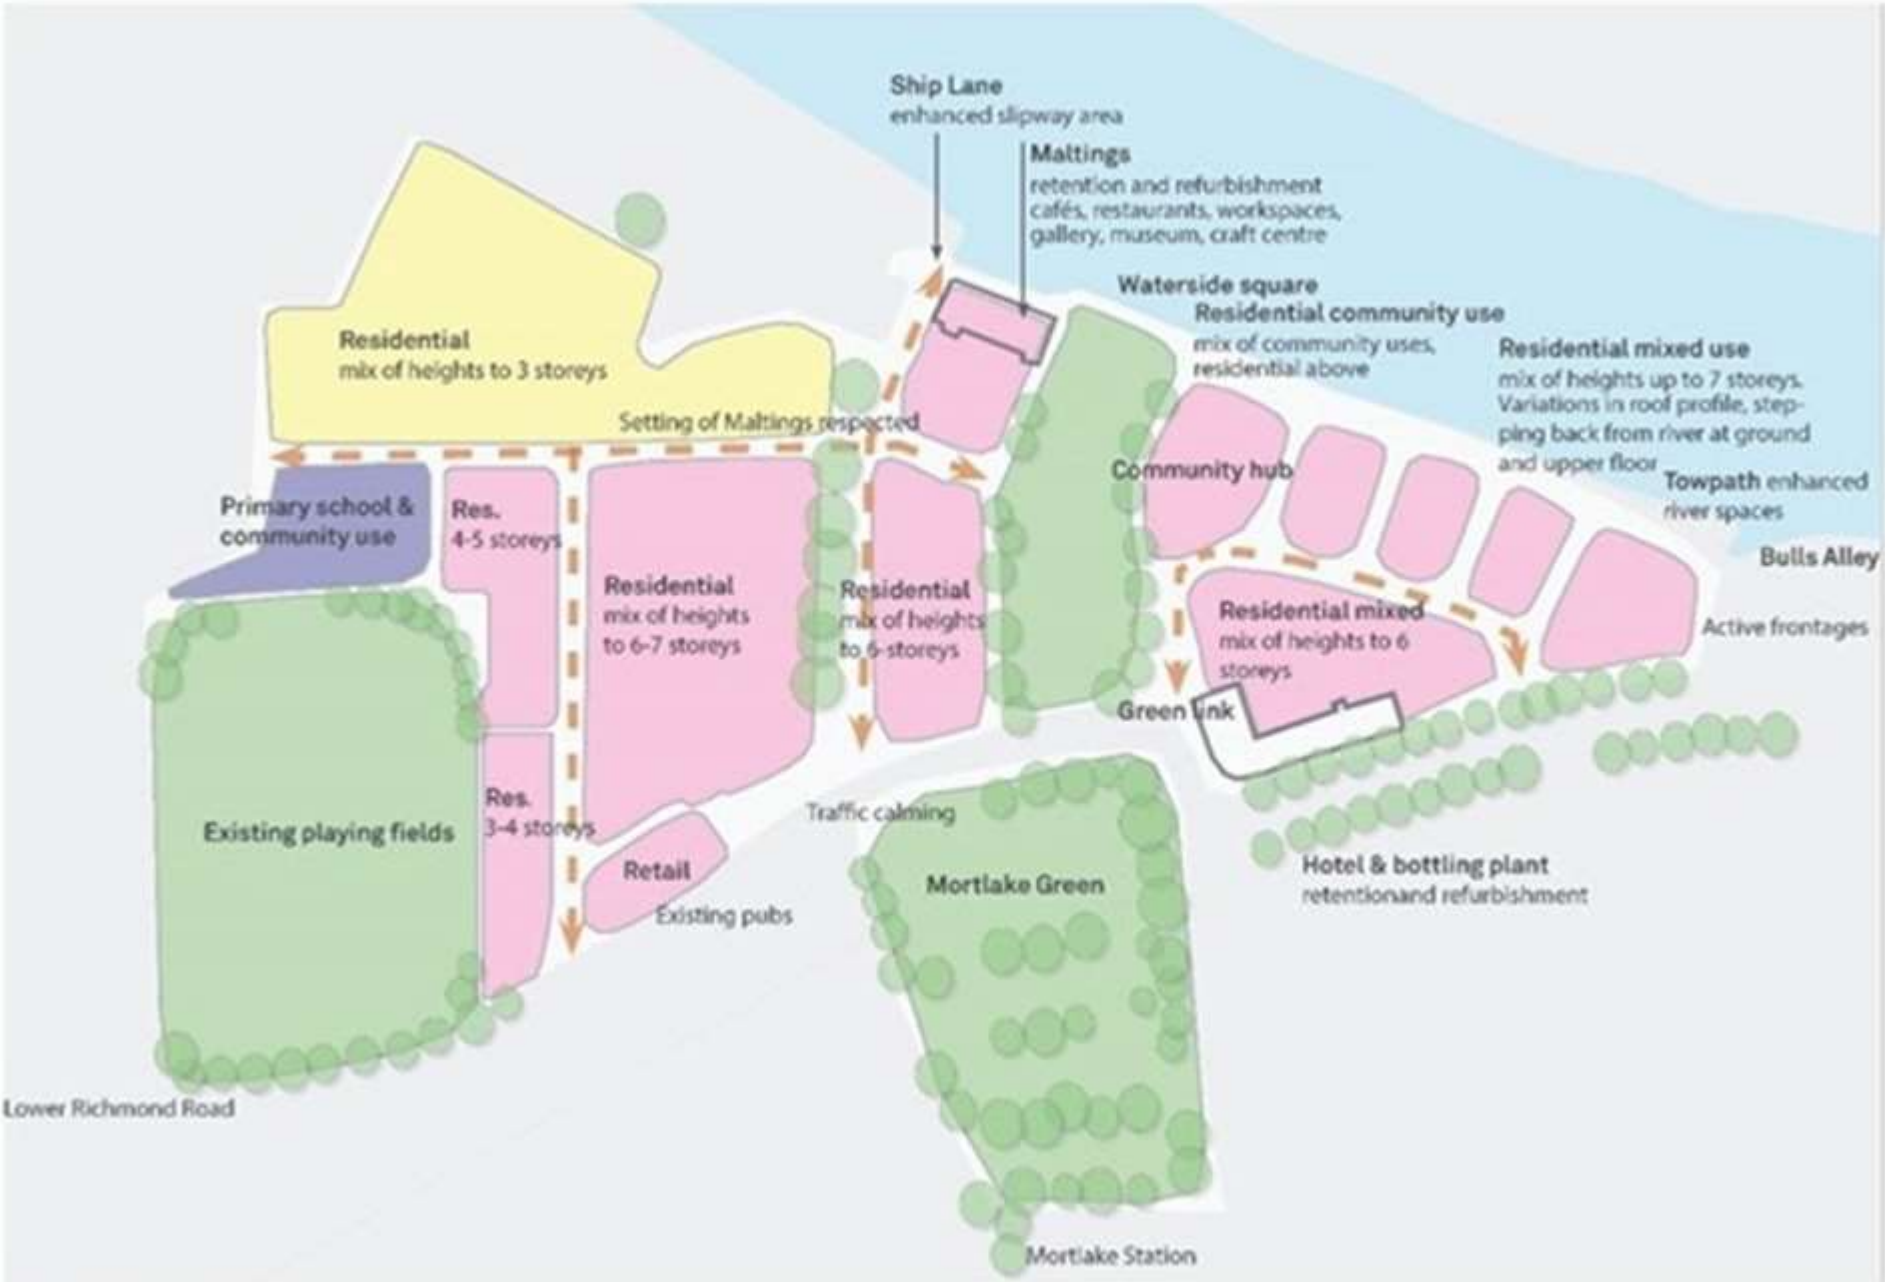 Ship Lane
enhanced slipway area
Maltings
retention and refurbishment
cafés, restaurants, workspaces,
gallery, museum, craft centre
Waterside square
Residential community use
mix of community uses,
residential above
Residential mixed use
mix of heights up to 7 storeys.
Variations in roof profile, step-
ping back from river at ground
and upper floor
Towpath enhanced
river spaces
Bulls Alley
Active frontages
Residential
mix of heights to 3 storeys
Setting of Maltings respected
Community hub
Primary school &
community use
Res.
4-5 storeys
Residential
mix of heights
to 6-7 storeys
Residential
mix of heights
to 6-storeys
Residential mixed
mix of heights to 6
storeys
Green link
Existing playing fields
Res.
3-4 storeys
Retail
Existing pubs
Traffic calming
Mortlake Green
Hotel & bottling plant
retentionand refurbishment
Lower Richmond Road
Mortlake Station